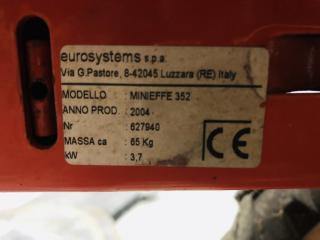 eurosystems s.p.a.
Via G.Pastore, 8-42045 Luzzara (RE) Italy
MODELLO : MINIEFFE 352
ANNO PROD. : 2004
Nr : 627940
MASSA ca : 65 Kg
kW : 3,7
CE